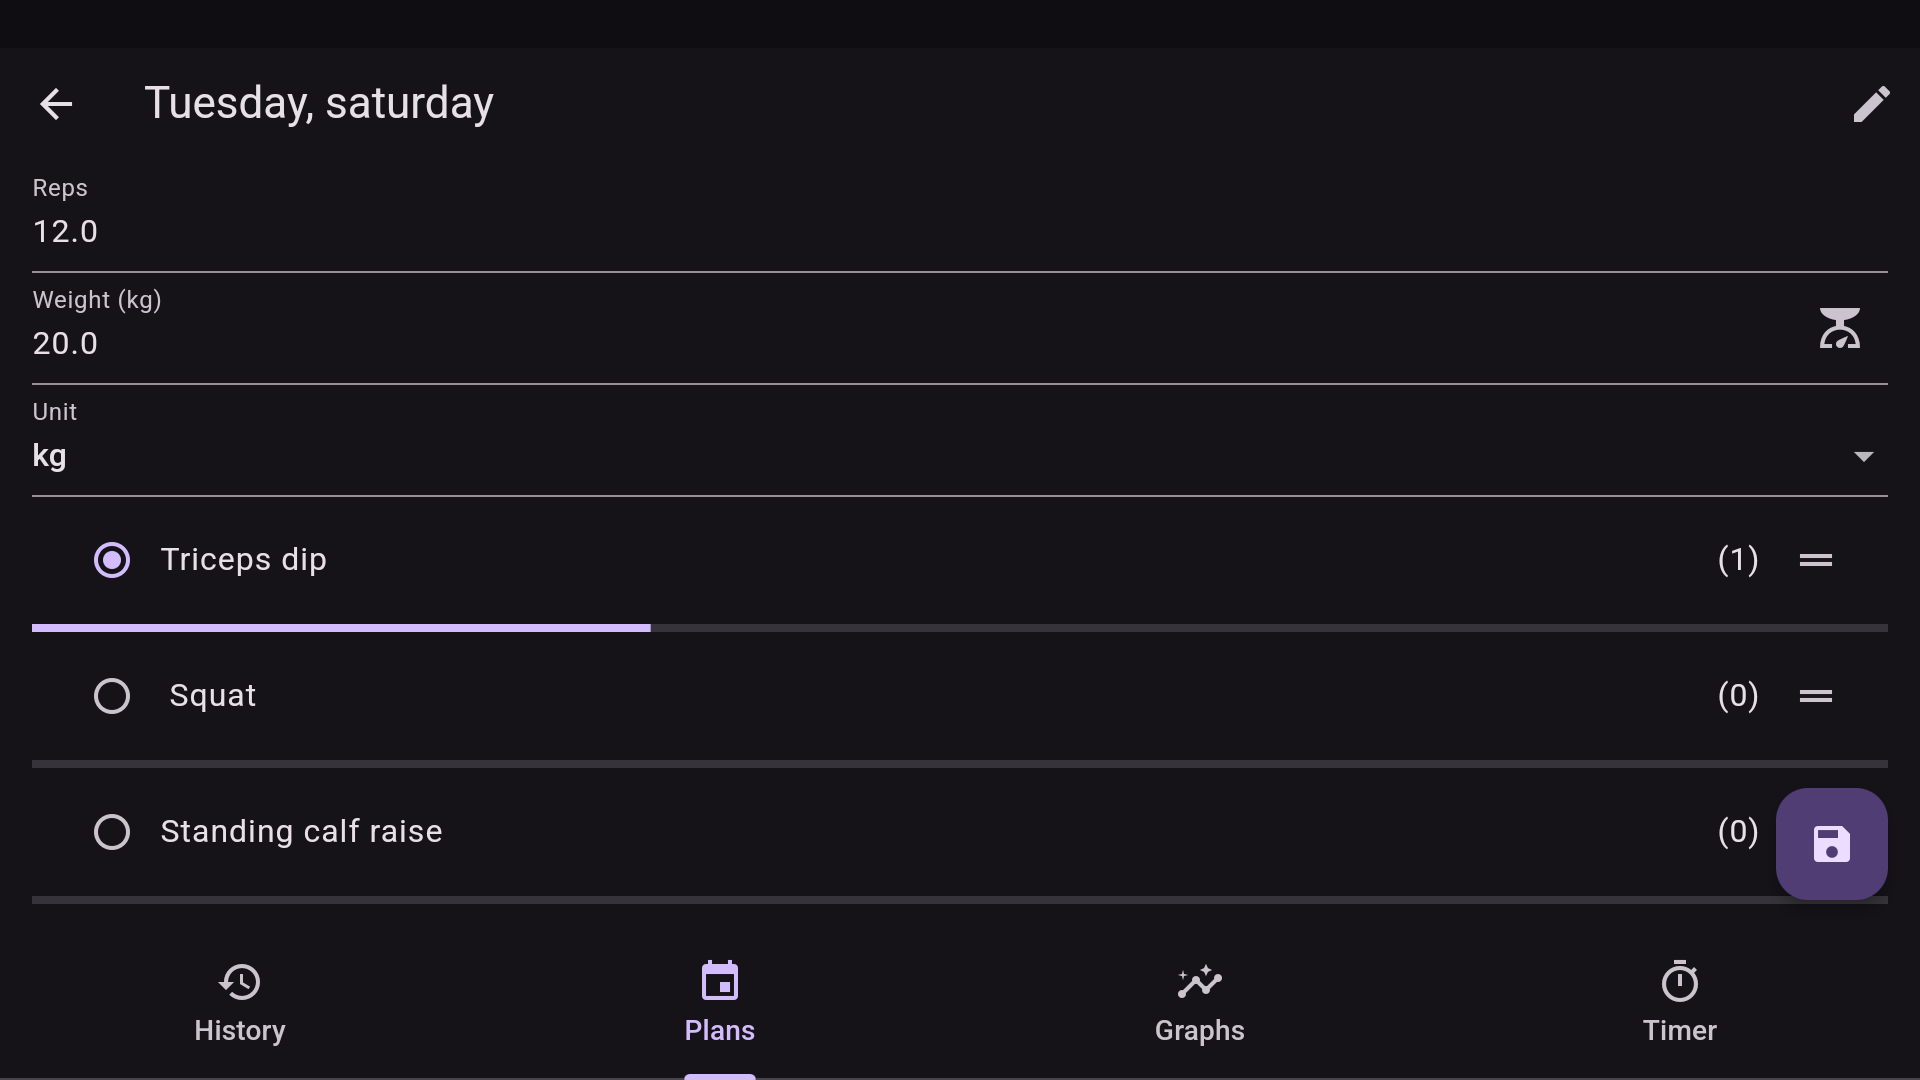 Tuesday, saturday
Reps
12.0
Weight (kg)
20.0
Unit
kg
Triceps dip (1)
Squat (0)
Standing calf raise (0)
History Plans Graphs Timer